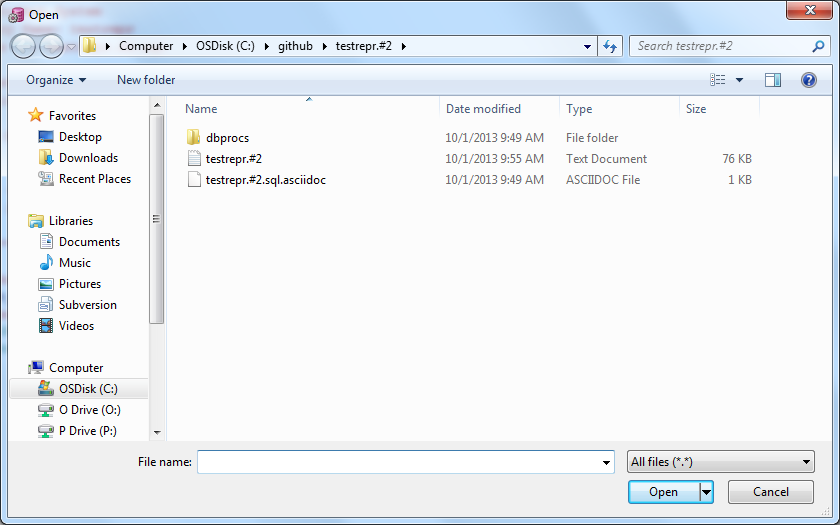 Open
Computer OSDisk (C:) github testrepr.#2
Search testrepr.#2
Organize New folder
Name Date modified Type Size
dbprocs 10/1/2013 9:49 AM File folder
testrepr.#2 10/1/2013 9:55 AM Text Document 76 KB
testrepr.#2.sql.asciidoc 10/1/2013 9:49 AM ASCIIDOC File 1 KB
Favorites
Desktop
Downloads
Recent Places
Libraries
Documents
Music
Pictures
Subversion
Videos
Computer
OSDisk (C:)
O Drive (O:)
P Drive (P:)
File name: All files (*.*)
Open Cancel